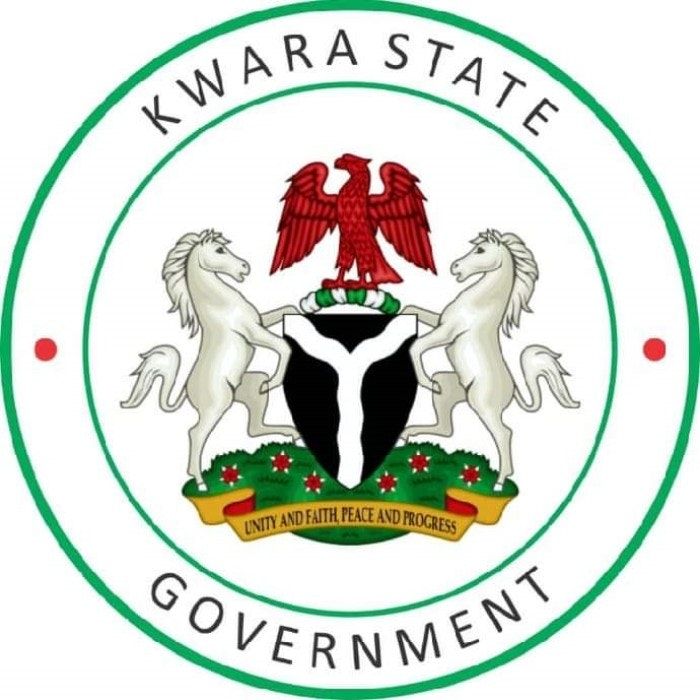 KWARA STATE
UNITY AND FAITH, PEACE AND PROGRESS
GOVERNMENT